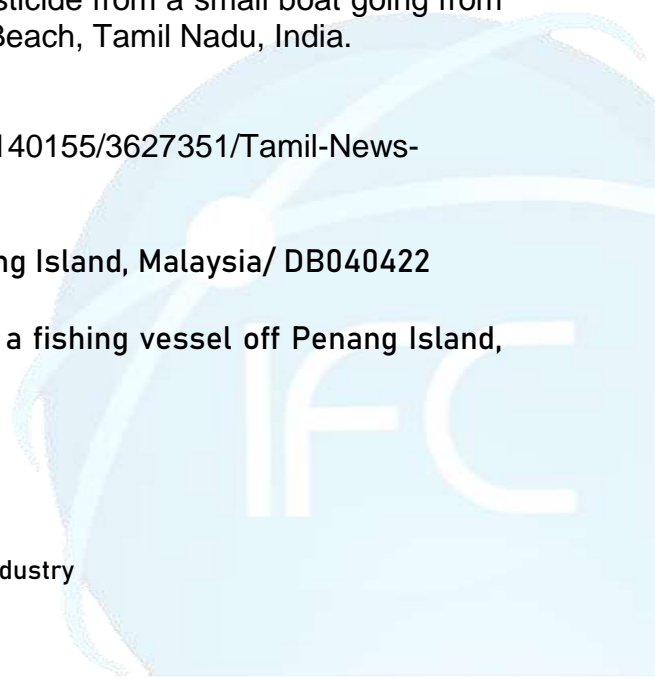 sticide from a small boat going from
Beach, Tamil Nadu, India.
140155/3627351/Tamil-News-
ng Island, Malaysia/ DB040422
a fishing vessel off Penang Island,
IFC
dustry